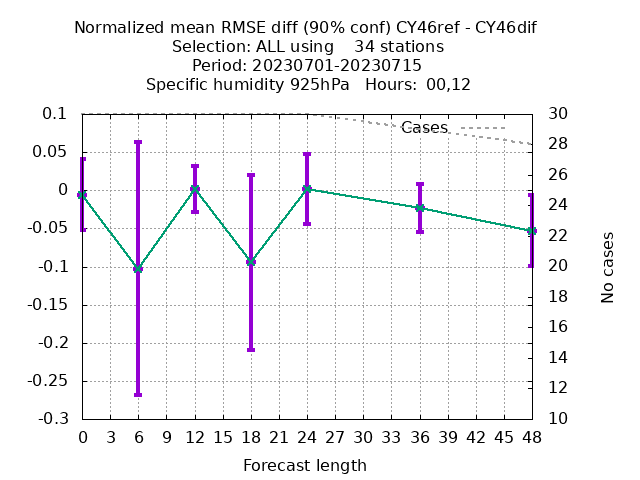 Normalized mean RMSE diff (90% conf) CY46ref - CY46dif
Selection: ALL using    34 stations
Period: 20230701-20230715
Specific humidity 925hPa   Hours:  00,12
0.1 30
Cases
0.05 28
0 26
-0.05 24
-0.1 22
-0.15 20
-0.2 18
-0.25 16
-0.3 14
12
10
No cases
0 3 6 9 12 15 18 21 24 27 30 33 36 39 42 45 48
Forecast length